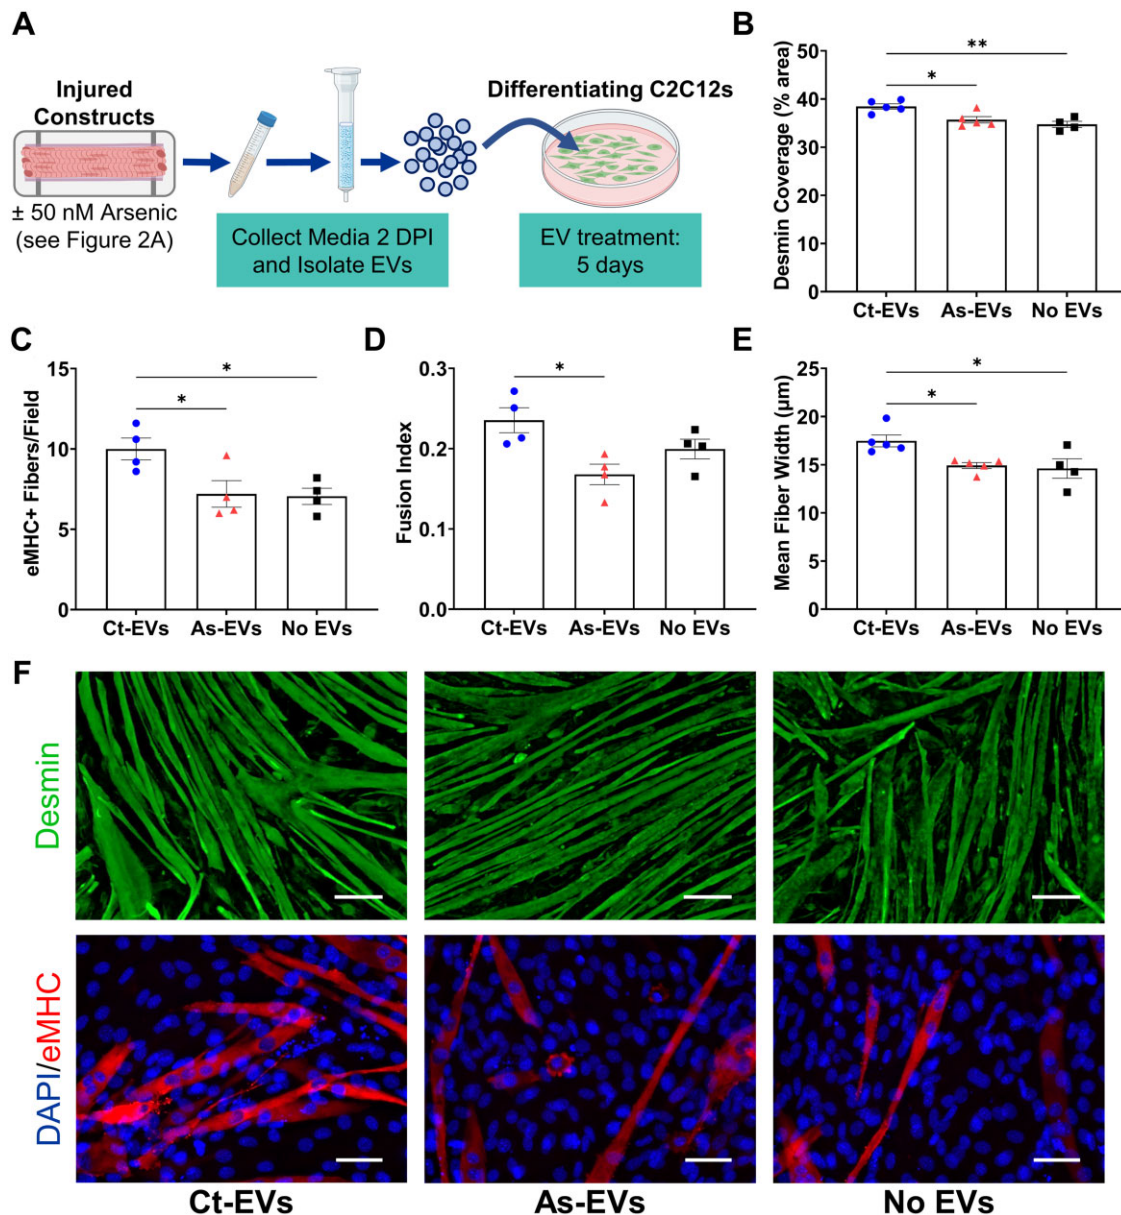 A
Injured
Constructs
± 50 nM Arsenic
(see Figure 2A)
Collect Media 2 DPI
and Isolate EVs
Differentiating C2C12s
EV treatment:
5 days
B
Desmin Coverage (% area)
50
40
30
20
10
0
**
*
Ct-EVs As-EVs No EVs
C
eMHC+ Fibers/Field
15
10
5
0
*
*
Ct-EVs As-EVs No EVs
D
Fusion Index
0.3
0.2
0.1
0.0
*
Ct-EVs As-EVs No EVs
E
Mean Fiber Width (μm)
25
20
15
10
5
0
*
*
Ct-EVs As-EVs No EVs
F
Desmin
DAPI/eMHC
Ct-EVs As-EVs No EVs